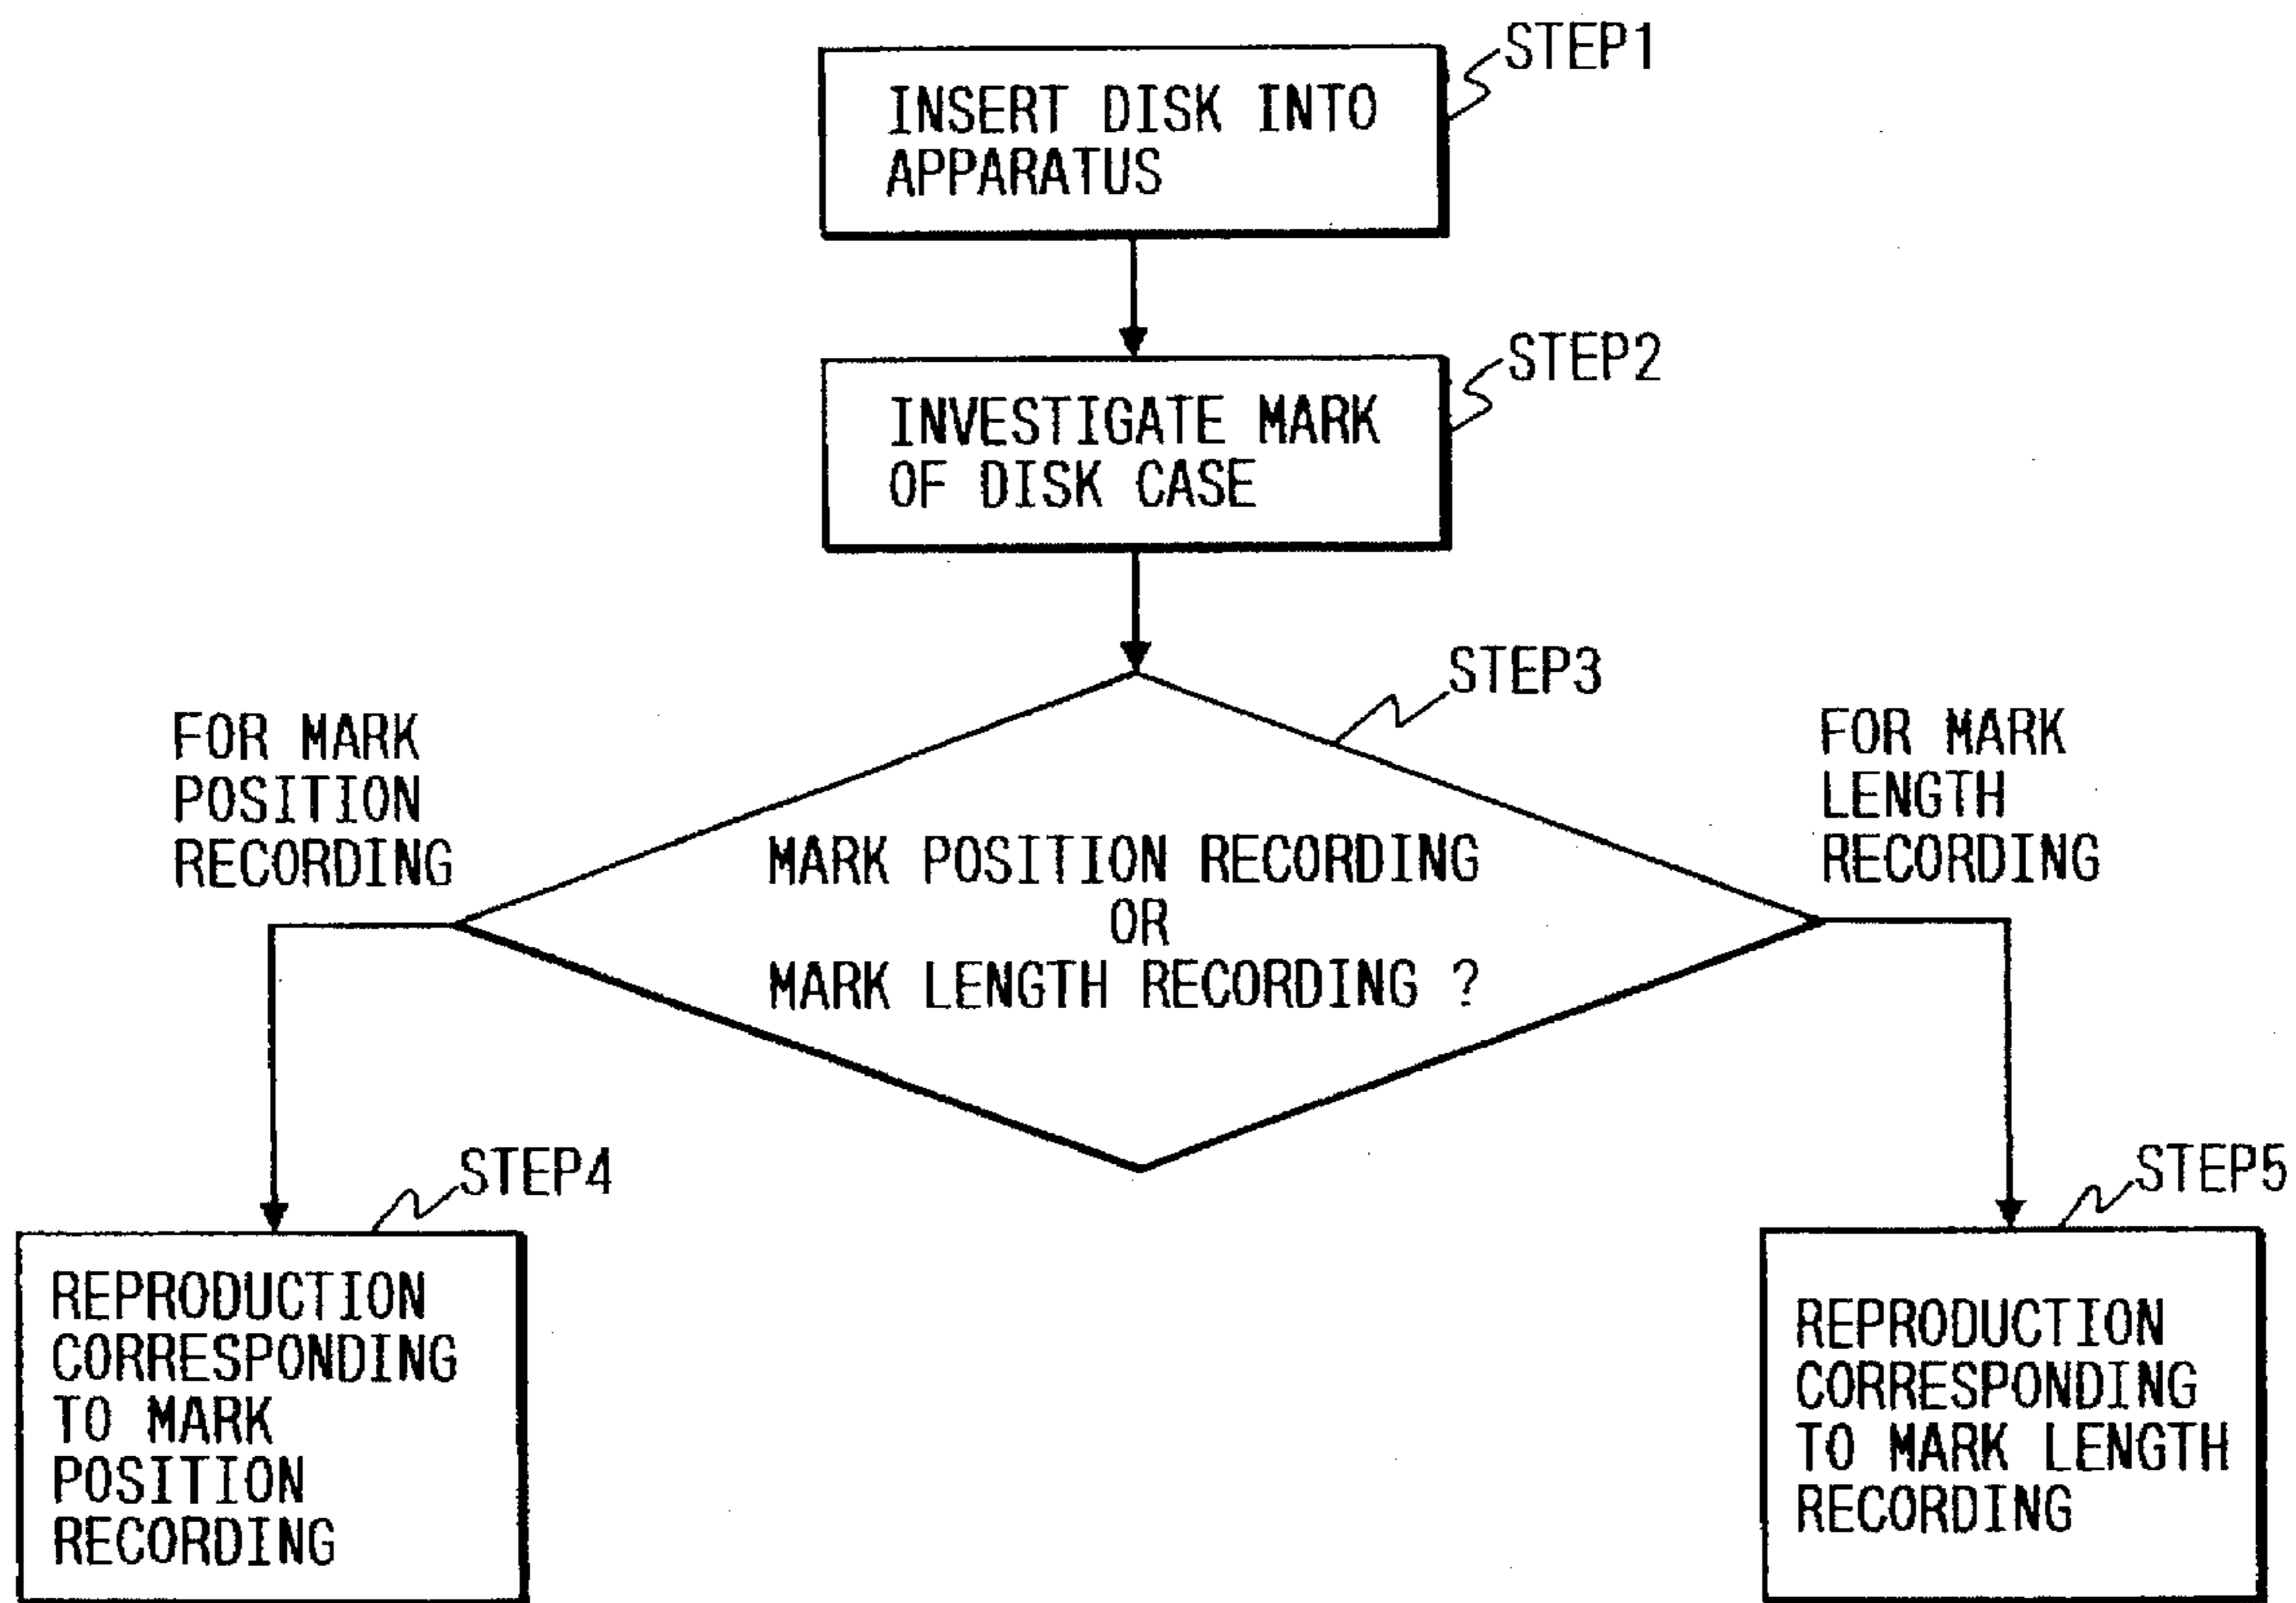 STEP1
INSERT DISK INTO
APPARATUS
STEP2
INVESTIGATE MARK
OF DISK CASE
STEP3
FOR MARK
POSITION
RECORDING
MARK POSITION RECORDING
OR
MARK LENGTH RECORDING ?
FOR MARK
LENGTH
RECORDING
STEP4
REPRODUCTION
CORRESPONDING
TO MARK
POSITION
RECORDING
STEP5
REPRODUCTION
CORRESPONDING
TO MARK LENGTH
RECORDING